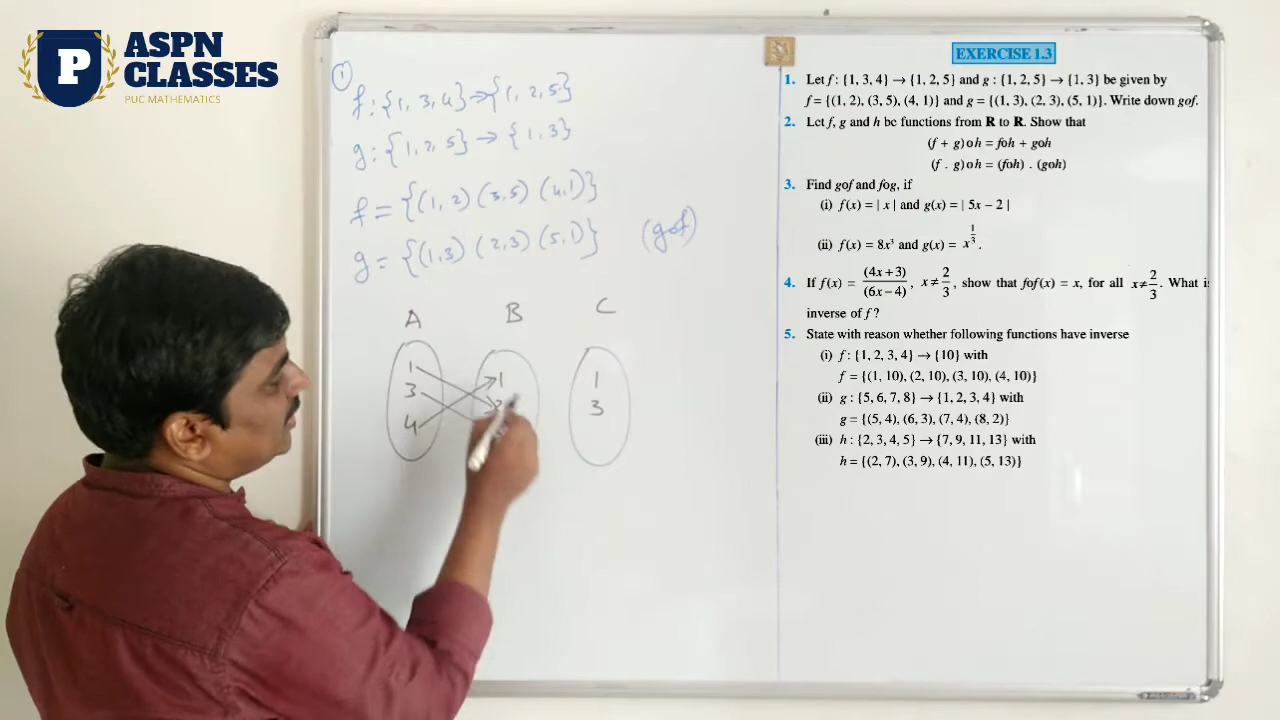 P
ASPN
CLASSES
PUC MATHEMATICS
①
f : {1, 3, 4} → {1, 2, 5}
g : {1, 2, 5} → {1, 3}
f = {(1, 2) (3, 5) (4, 1)}
g = {(1, 3) (2, 3) (5, 1)} (gof)
A B C
1 1 1
3 3
4
EXERCISE 1.3
1. Let f : {1, 3, 4} → {1, 2, 5} and g : {1, 2, 5} → {1, 3} be given by
f = {(1, 2), (3, 5), (4, 1)} and g = {(1, 3), (2, 3), (5, 1)}. Write down gof.
2. Let f, g and h be functions from R to R. Show that
(f + g) o h = foh + goh
(f . g) o h = (foh) . (goh)
3. Find gof and fog, if
(i) f(x) = | x | and g(x) = | 5x – 2 |
(ii) f(x) = 8x³ and g(x) = x^(1/3).
4. If f(x) = (4x+3)/(6x–4), x ≠ 2/3, show that fof(x) = x, for all x ≠ 2/3. What is
inverse of f ?
5. State with reason whether following functions have inverse
(i) f : {1, 2, 3, 4} → {10} with
f = {(1, 10), (2, 10), (3, 10), (4, 10)}
(ii) g : {5, 6, 7, 8} → {1, 2, 3, 4} with
g = {(5, 4), (6, 3), (7, 4), (8, 2)}
(iii) h : {2, 3, 4, 5} → {7, 9, 11, 13} with
h = {(2, 7), (3, 9), (4, 11), (5, 13)}